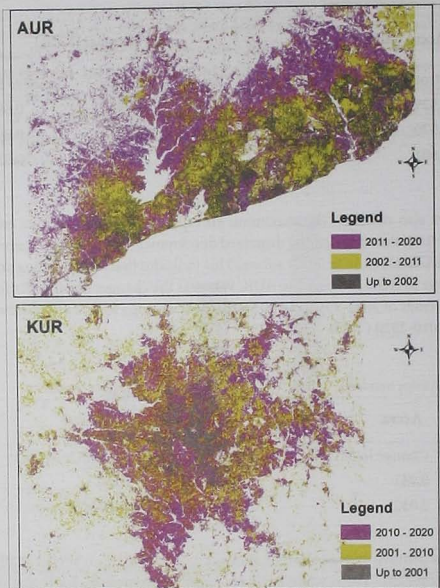 AUR
Legend
2011 - 2020
2002 - 2011
Up to 2002
KUR
Legend
2010 - 2020
2001 - 2010
Up to 2001